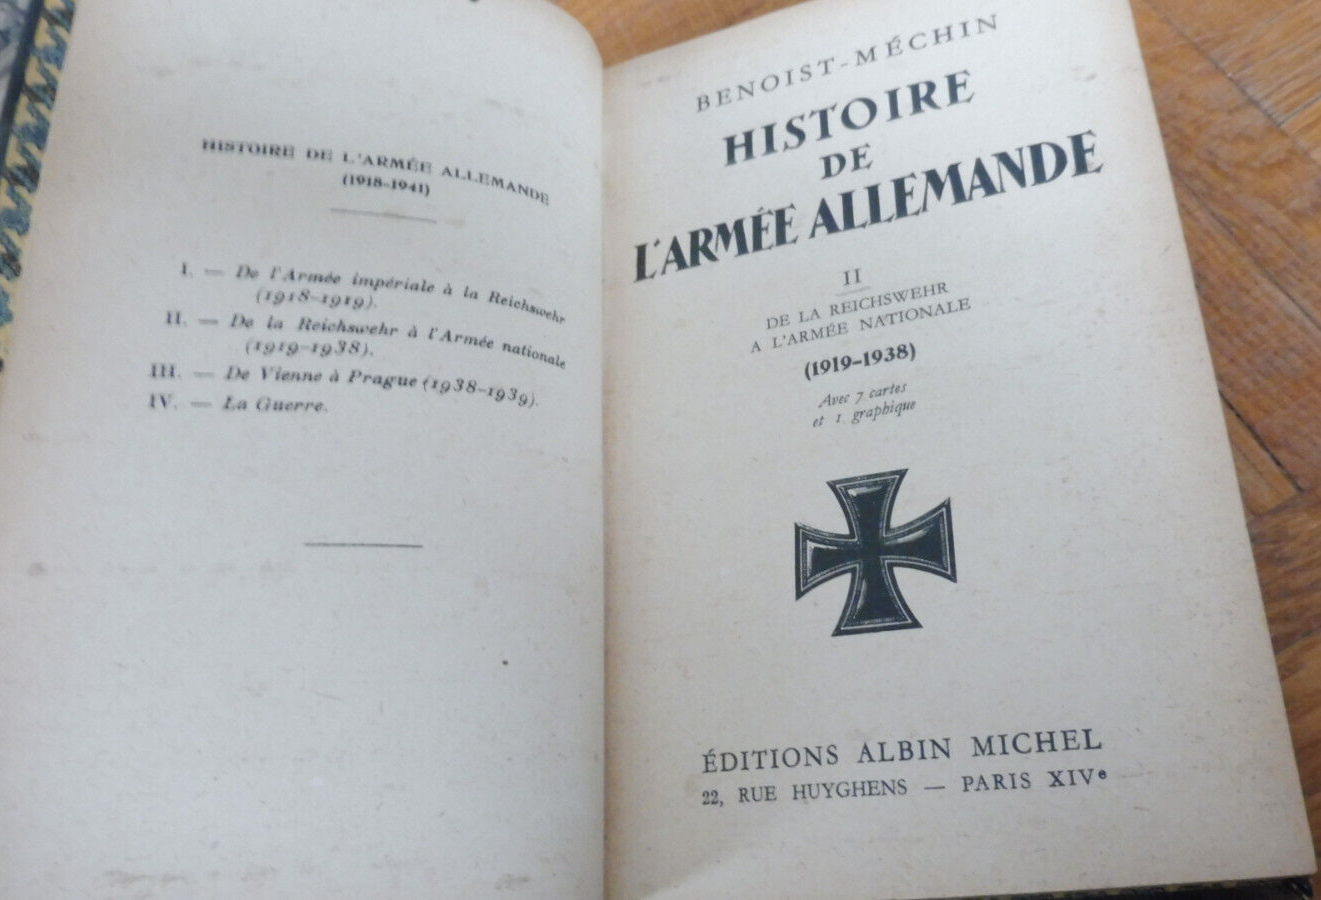 HISTOIRE DE L'ARMÉE ALLEMANDE
(1918-1941)
I. — De l'Armée impériale à la Reichswehr
(1918-1919).
II. — De la Reichswehr à l'Armée nationale
(1919-1938).
III. — De Vienne à Prague (1938-1939).
IV. — La Guerre.
BENOIST-MÉCHIN
HISTOIRE
DE
L'ARMÉE ALLEMANDE
II
DE LA REICHSWEHR
A L'ARMÉE NATIONALE
(1919-1938)
Avec 7 cartes
et 1 graphique
ÉDITIONS ALBIN MICHEL
22, RUE HUYGHENS — PARIS XIVe